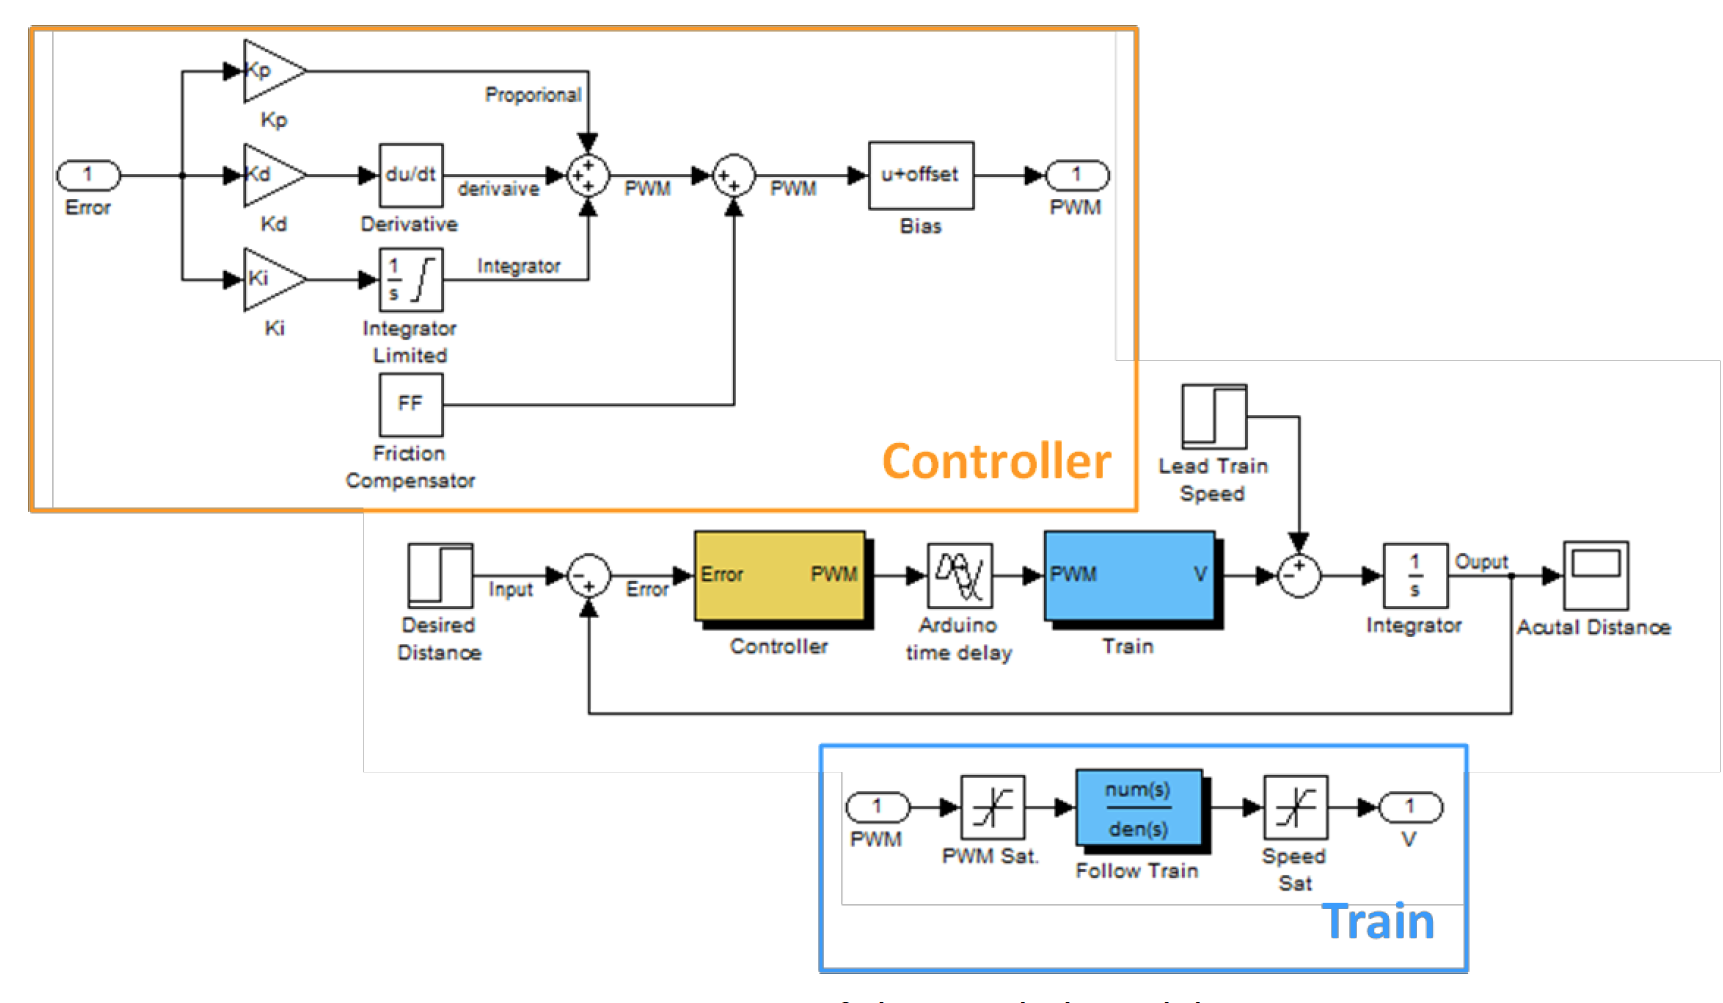 Kp
Kp
Proporional
1
Error
Kd
Kd
du/dt
Derivative
derivaive
+
+
+
PWM
+
+
PWM
u+offset
Bias
1
PWM
Ki
Ki
1
s
Integrator
Limited
Integrator
FF
Friction
Compensator
Controller
Lead Train
Speed
Desired
Distance
Input
-
+
Error
Error
PWM
Controller
Arduino
time delay
PWM
V
Train
-
+
1
s
Integrator
Ouput
Acutal Distance
1
PWM
PWM Sat.
num(s)
den(s)
Follow Train
Speed
Sat
1
V
Train